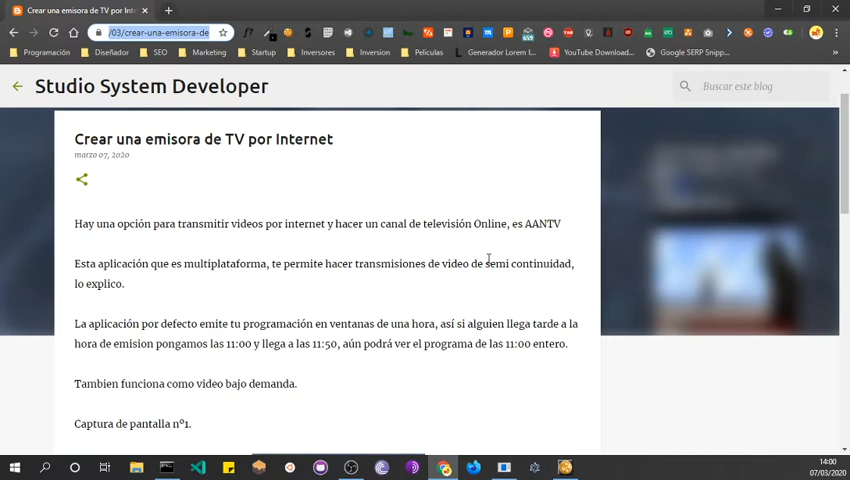 Crear una emisora de TV por Inte
/03/crear-una-emisora-de
Programación
Diseñador
SEO
Marketing
Startup
Inversores
Inversion
Peliculas
Generador Lorem I...
YouTube Download...
Google SERP Snipp...
Studio System Developer
Buscar este blog
Crear una emisora de TV por Internet
marzo 07, 2020
Hay una opción para transmitir videos por internet y hacer un canal de televisión Online, es AANTV
Esta aplicación que es multiplataforma, te permite hacer transmisiones de video de semi continuidad,
lo explico.
La aplicación por defecto emite tu programación en ventanas de una hora, así si alguien llega tarde a la
hora de emision pongamos las 11:00 y llega a las 11:50, aún podrá ver el programa de las 11:00 entero.
Tambien funciona como video bajo demanda.
Captura de pantalla nº1.
14:00
07/03/2020